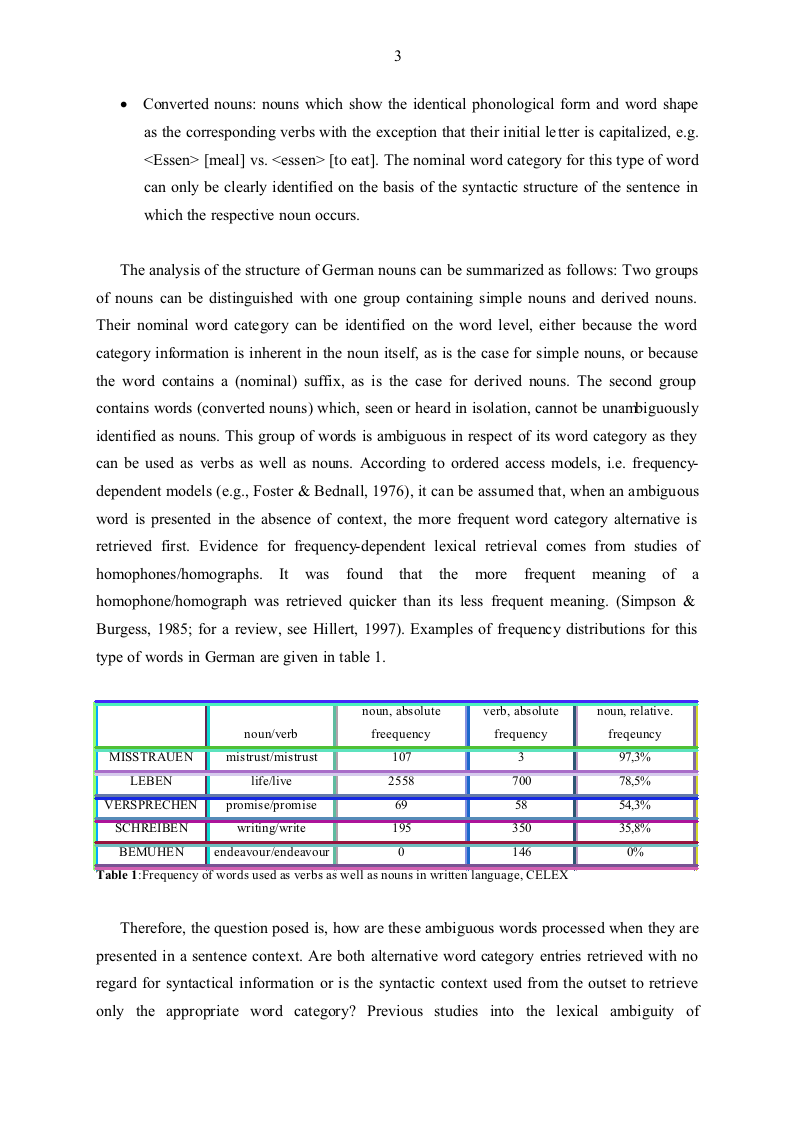 3
• Converted nouns: nouns which show the identical phonological form and word shape
as the corresponding verbs with the exception that their initial letter is capitalized, e.g.
<Essen> [meal] vs. <essen> [to eat]. The nominal word category for this type of word
can only be clearly identified on the basis of the syntactic structure of the sentence in
which the respective noun occurs.
The analysis of the structure of German nouns can be summarized as follows: Two groups
of nouns can be distinguished with one group containing simple nouns and derived nouns.
Their nominal word category can be identified on the word level, either because the word
category information is inherent in the noun itself, as is the case for simple nouns, or because
the word contains a (nominal) suffix, as is the case for derived nouns. The second group
contains words (converted nouns) which, seen or heard in isolation, cannot be unambiguously
identified as nouns. This group of words is ambiguous in respect of its word category as they
can be used as verbs as well as nouns. According to ordered access models, i.e. frequency-
dependent models (e.g., Foster & Bednall, 1976), it can be assumed that, when an ambiguous
word is presented in the absence of context, the more frequent word category alternative is
retrieved first. Evidence for frequency-dependent lexical retrieval comes from studies of
homophones/homographs. It was found that the more frequent meaning of a
homophone/homograph was retrieved quicker than its less frequent meaning. (Simpson &
Burgess, 1985; for a review, see Hillert, 1997). Examples of frequency distributions for this
type of words in German are given in table 1.
noun, absolute verb, absolute noun, relative.
noun/verb freequency frequency freqeuncy
MISSTRAUEN mistrust/mistrust 107 3 97,3%
LEBEN life/live 2558 700 78,5%
VERSPRECHEN promise/promise 69 58 54,3%
SCHREIBEN writing/write 195 350 35,8%
BEMÜHEN endeavour/endeavour 0 146 0%
Table 1:Frequency of words used as verbs as well as nouns in written language, CELEX
Therefore, the question posed is, how are these ambiguous words processed when they are
presented in a sentence context. Are both alternative word category entries retrieved with no
regard for syntactical information or is the syntactic context used from the outset to retrieve
only the appropriate word category? Previous studies into the lexical ambiguity of